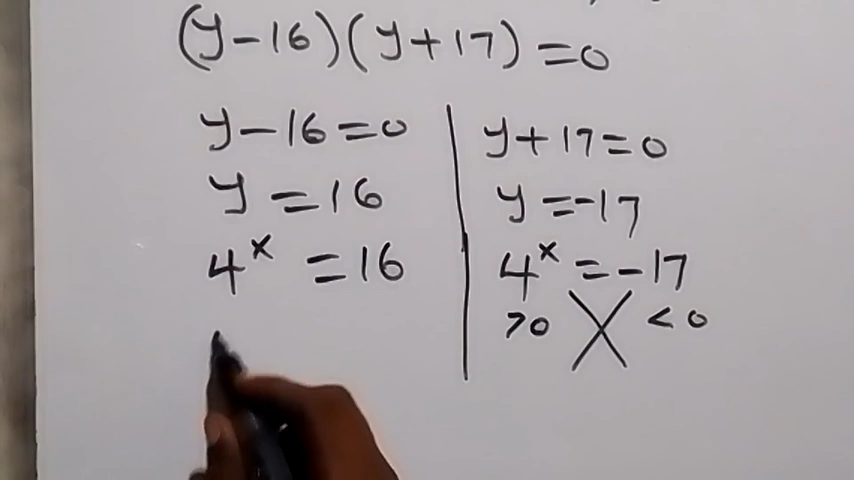 (y-16)(y+17)=0
y-16=0
y=16
4^x=16
y+17=0
y=-17
4^x=-17
>0 <0